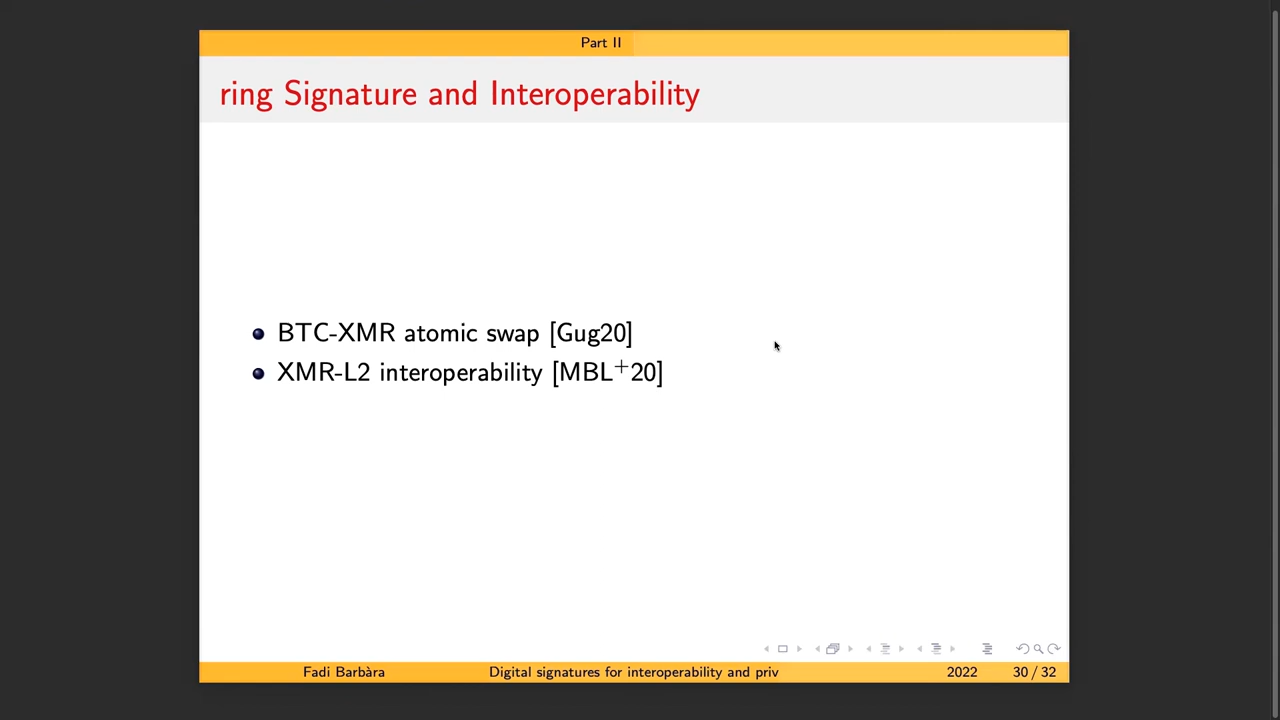 Part II
ring Signature and Interoperability
BTC-XMR atomic swap [Gug20]
XMR-L2 interoperability [MBL+20]
Fadi Barbàra Digital signatures for interoperability and priv 2022 30 / 32